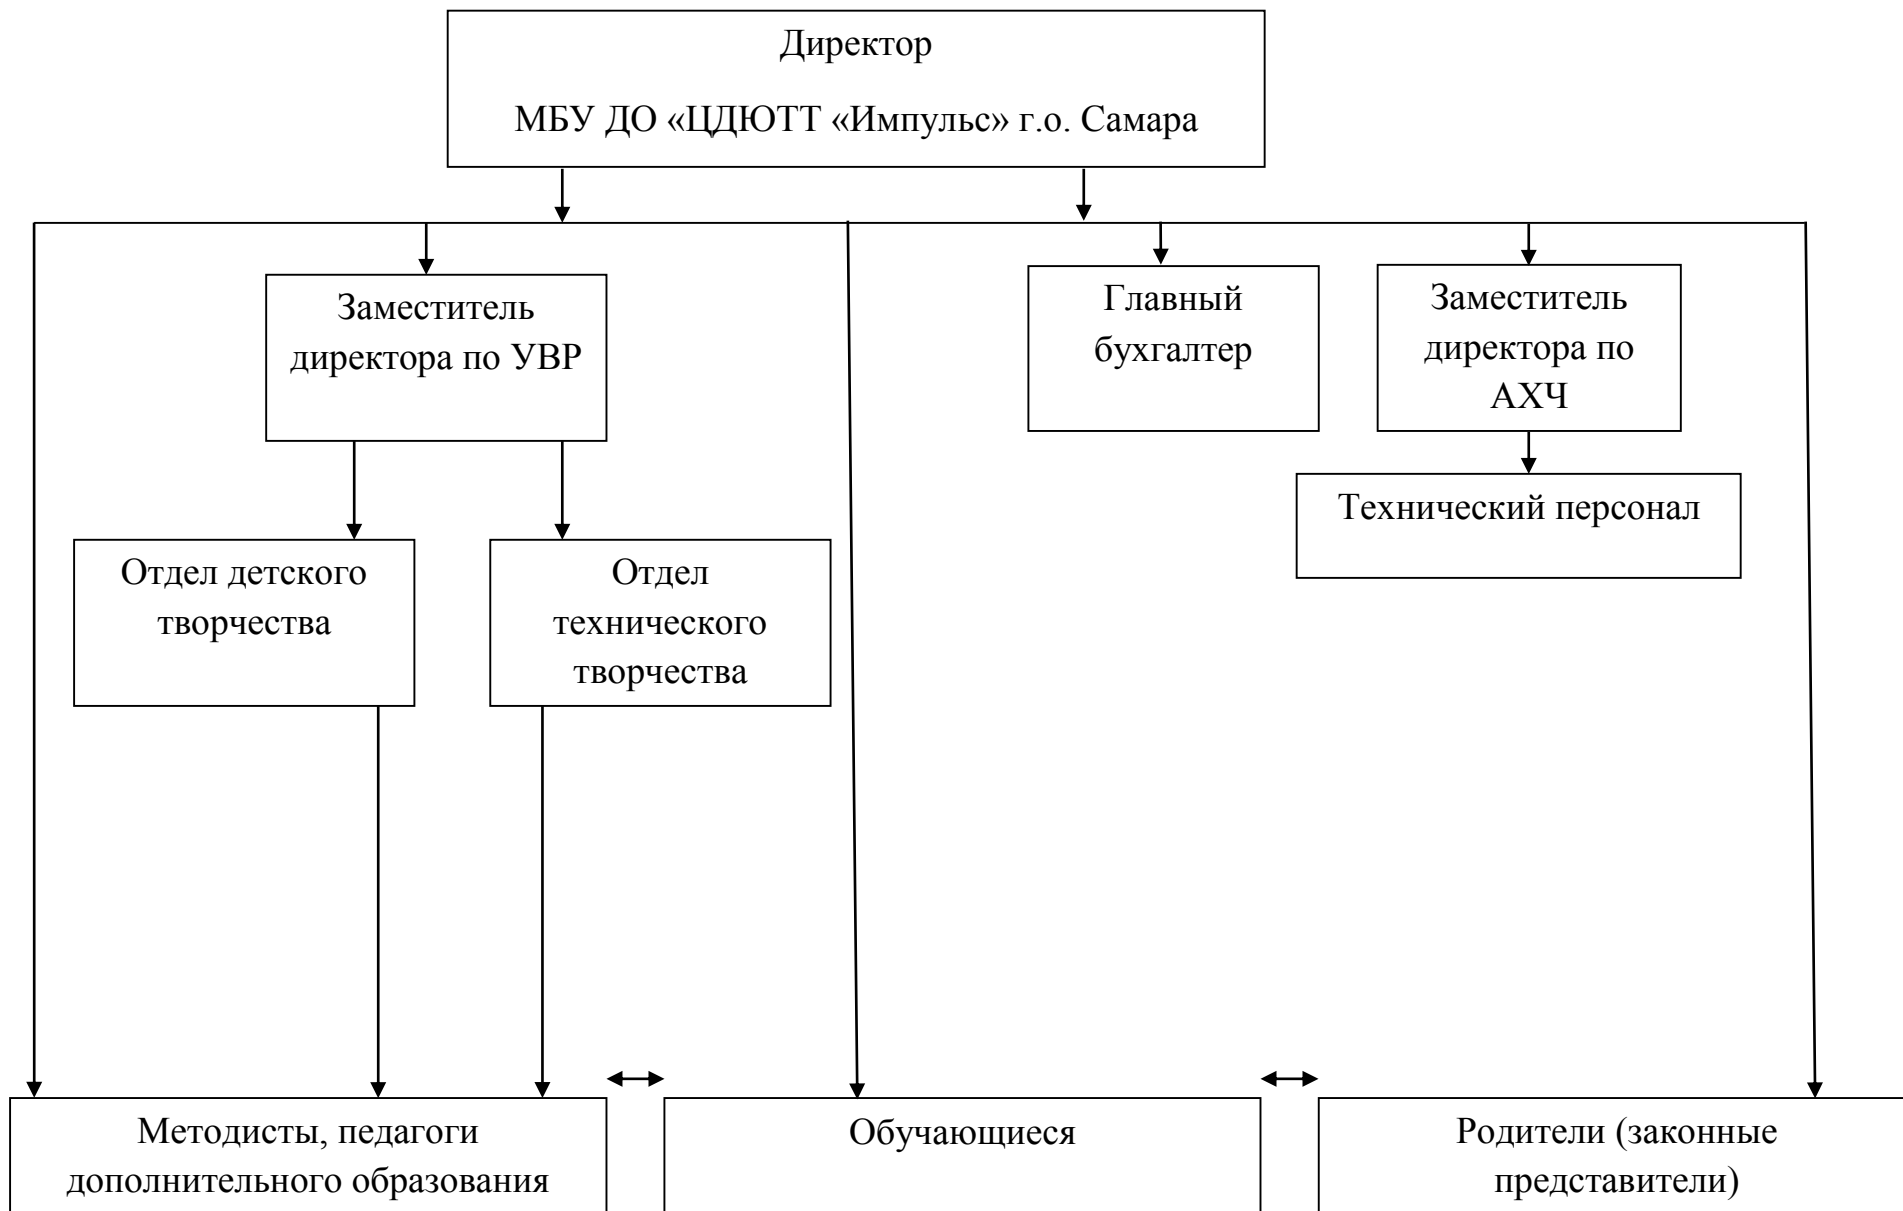 Директор
МБУ ДО «ЦДЮТТ «Импульс» г.о. Самара
Заместитель
директора по УВР
Главный
бухгалтер
Заместитель
директора по
АХЧ
Технический персонал
Отдел детского
творчества
Отдел
технического
творчества
Методисты, педагоги
дополнительного образования
Обучающиеся
Родители (законные
представители)